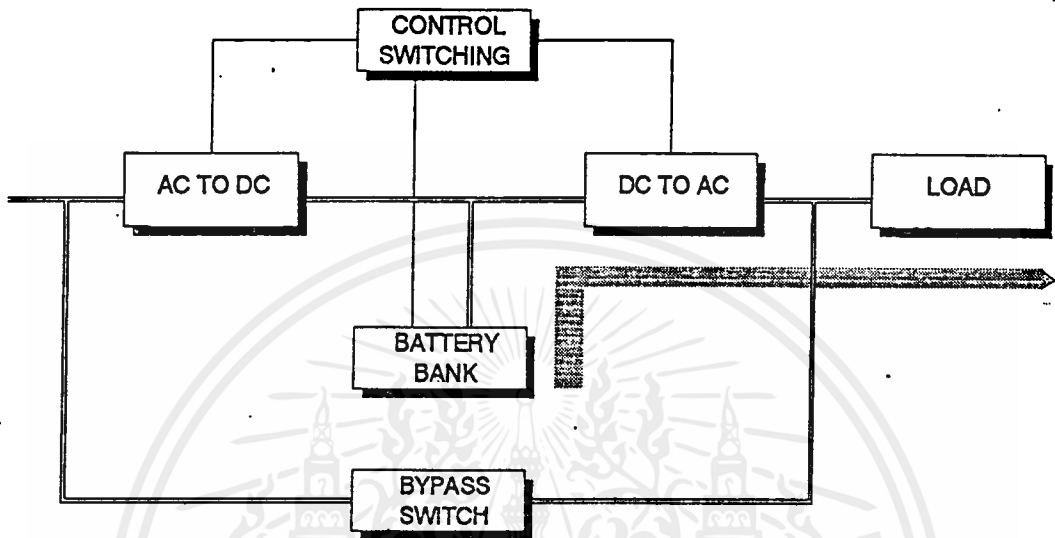 CONTROL
SWITCHING
AC TO DC
DC TO AC
LOAD
BATTERY
BANK
BYPASS
SWITCH